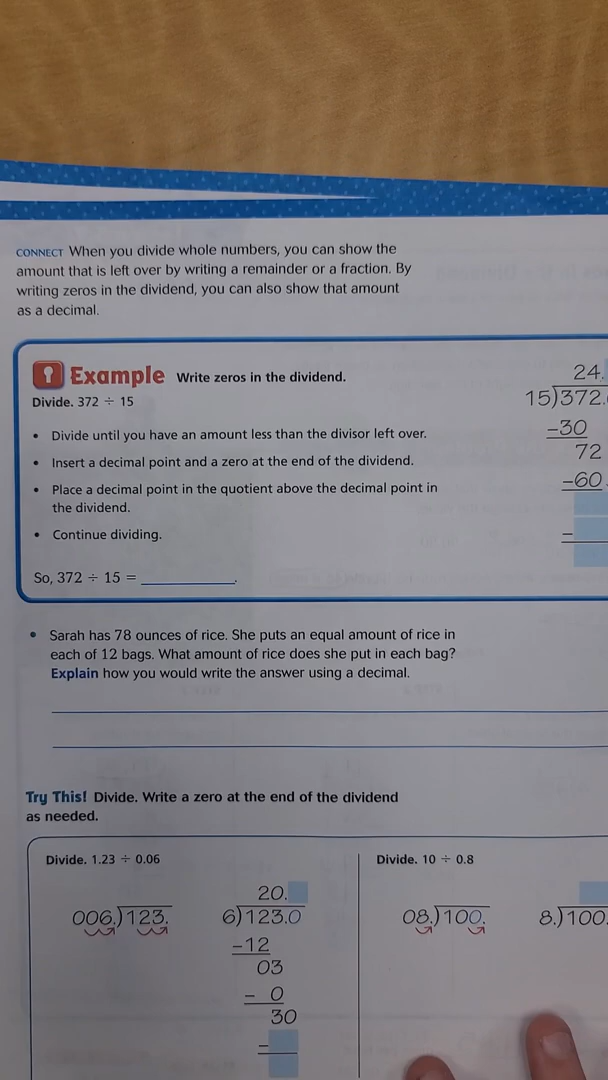 CONNECT When you divide whole numbers, you can show the
amount that is left over by writing a remainder or a fraction. By
writing zeros in the dividend, you can also show that amount
as a decimal.
Example Write zeros in the dividend.
Divide. 372 ÷ 15
• Divide until you have an amount less than the divisor left over.
• Insert a decimal point and a zero at the end of the dividend.
• Place a decimal point in the quotient above the decimal point in
the dividend.
• Continue dividing.
So, 372 ÷ 15 = ____________.
24.
15)372.
−30
72
−60
−
• Sarah has 78 ounces of rice. She puts an equal amount of rice in
each of 12 bags. What amount of rice does she put in each bag?
Explain how you would write the answer using a decimal.
Try This! Divide. Write a zero at the end of the dividend
as needed.
Divide. 1.23 ÷ 0.06
006.)123.
20.
6)123.0
−12
03
− 0
30
−
Divide. 10 ÷ 0.8
08.)100.
8.)100.